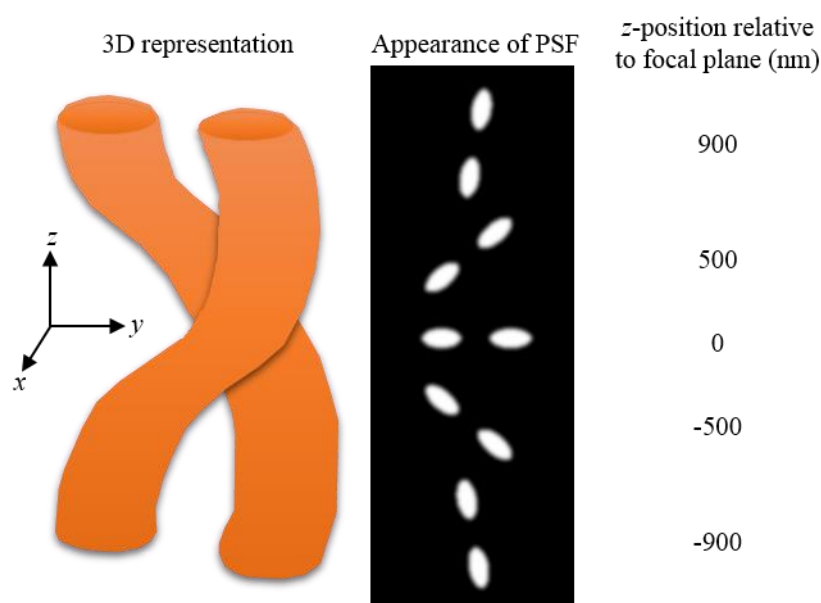 3D representation
Appearance of PSF
z-position relative
to focal plane (nm)
900
z
500
y
0
x
-500
-900